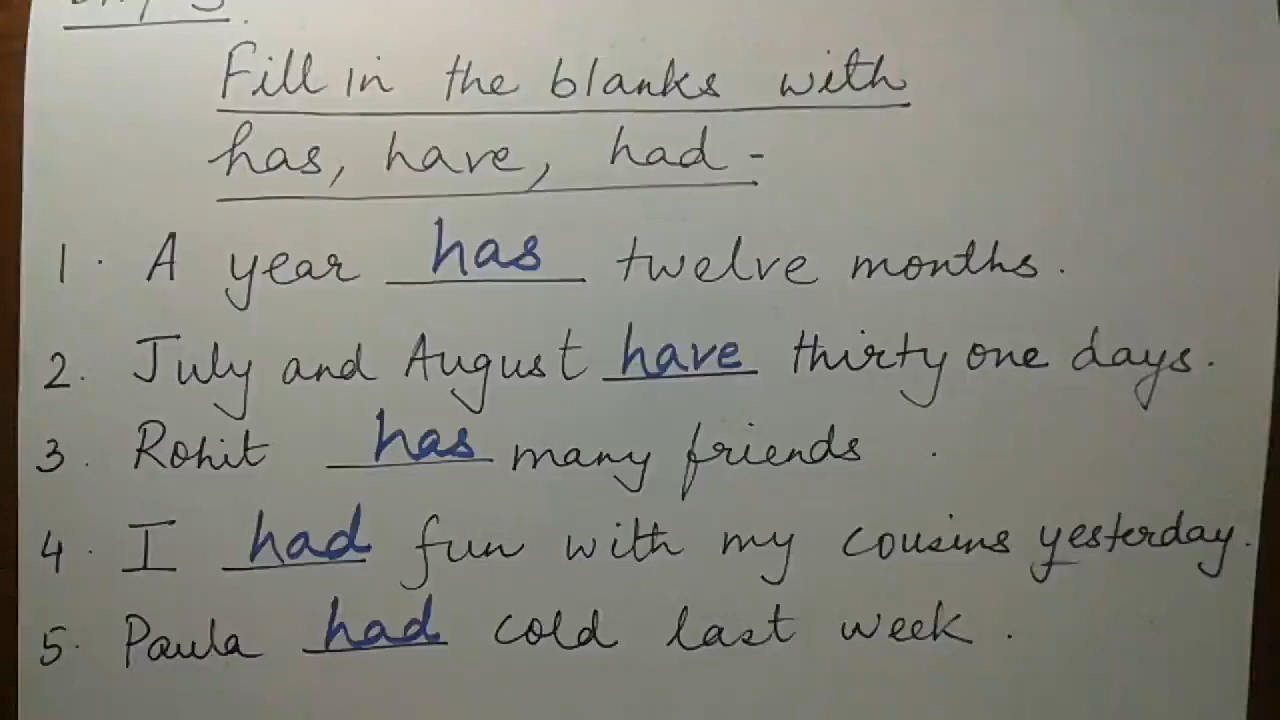 Fill in the blanks with
has, have, had -
1. A year has twelve months.
2. July and August have thirty one days.
3. Rohit has many friends.
4. I had fun with my cousins yesterday.
5. Paula had cold last week.